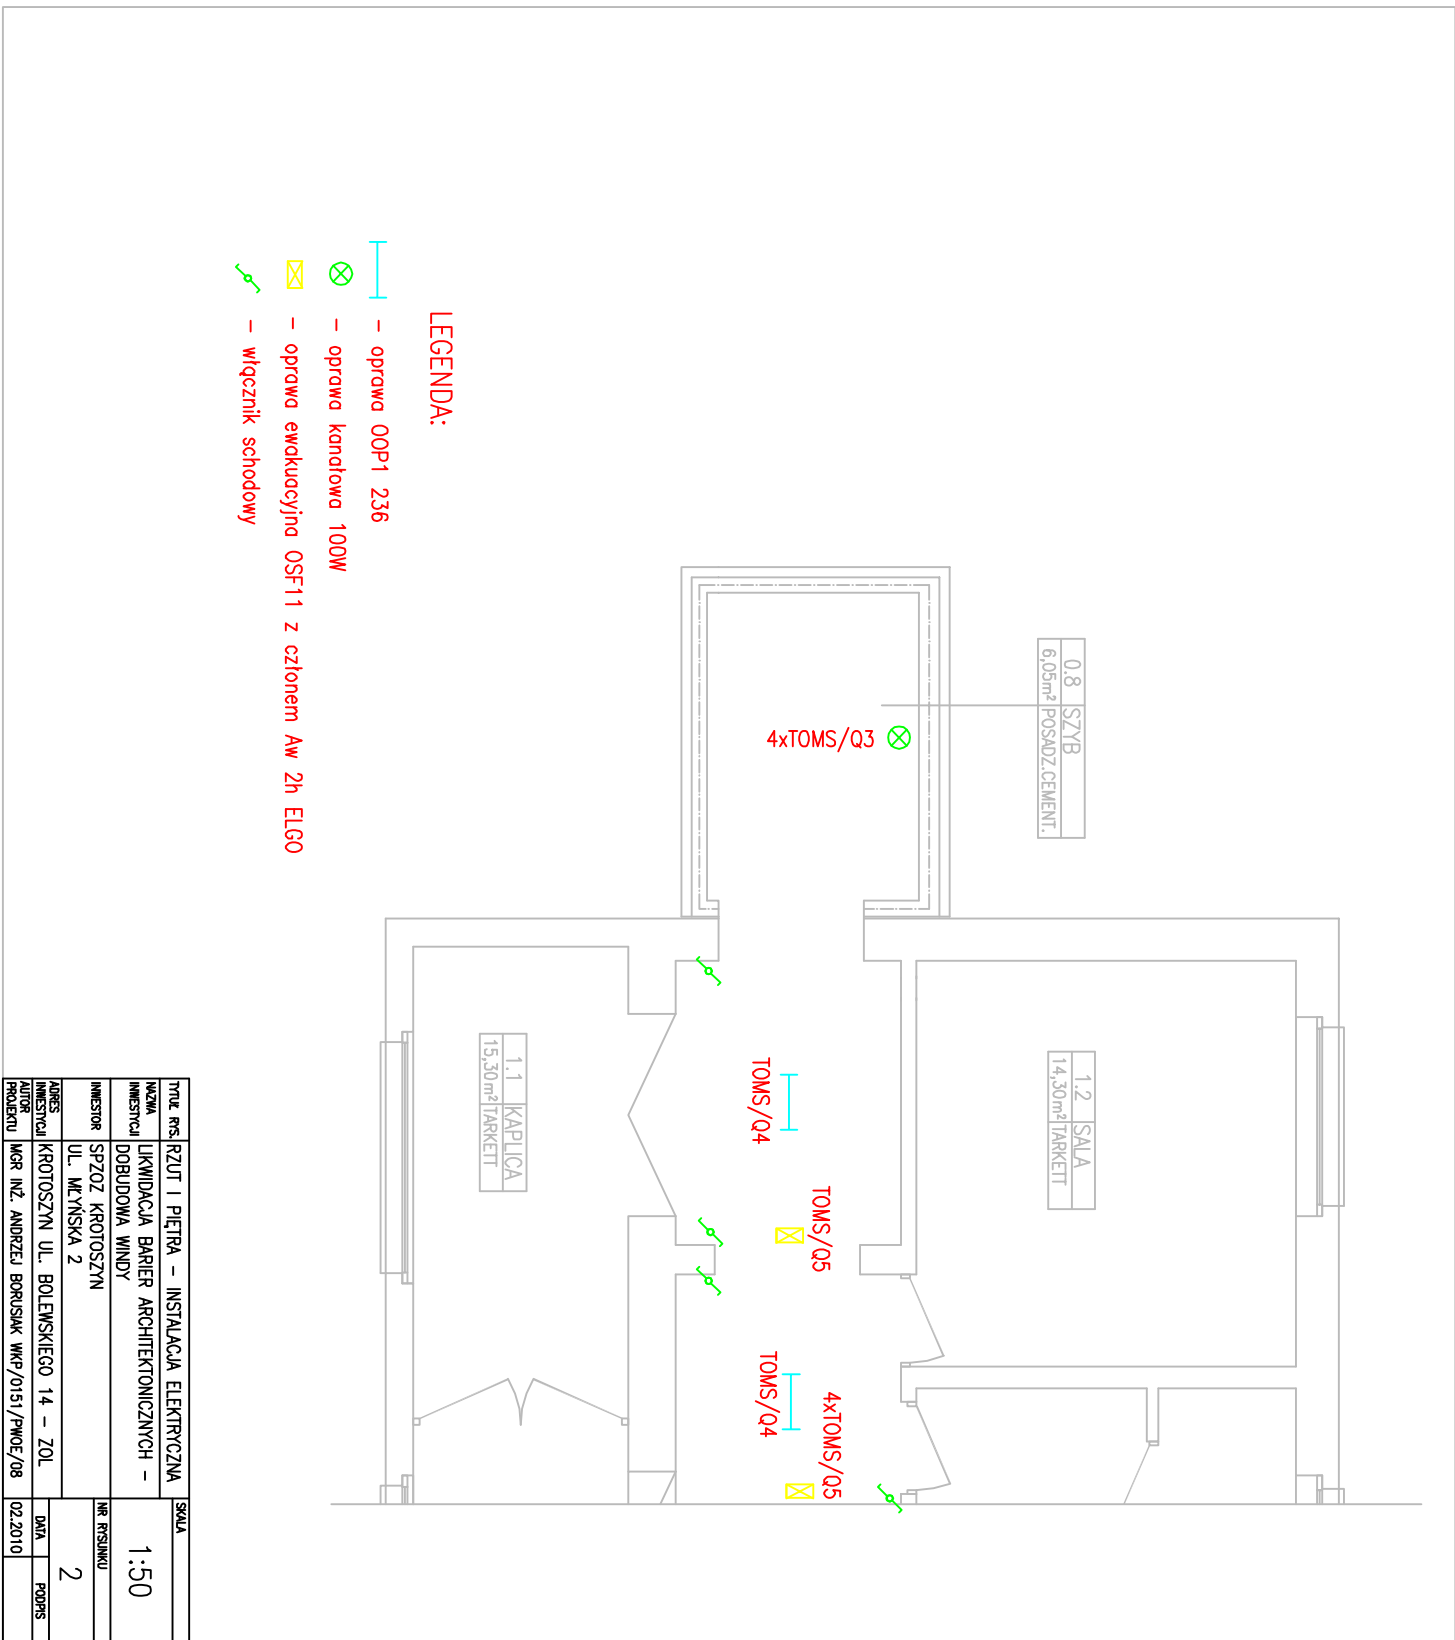 LEGENDA:
- oprawa OOP1 236
- oprawa kanałowa 100W
- oprawa ewakuacyjna OSF11 z członem Aw 2h ELGO
- włącznik schodowy
0.8 SZYB
6,05m² POSADZ.CEMENT.
4xTOMS/Q3
1.2 SALA
14,30m² TARKETT
1.1 KAPLICA
15,30m² TARKETT
TOMS/Q4
TOMS/Q5
TOMS/Q4
4xTOMS/Q5
TYTUŁ RYS. RZUT I PIĘTRA - INSTALACJA ELEKTRYCZNA
SKALA
1:50
NAZWA
INWESTYCJI
LIKWIDACJA BARIER ARCHITEKTONICZNYCH -
DOBUDOWA WINDY
INWESTOR
SPZOZ KROTOSZYN
UL. MŁYŃSKA 2
NR RYSUNKU
2
ADRES
INWESTYCJI
KROTOSZYN UL. BOLEWSKIEGO 14 - ZOL
DATA
PODPIS
AUTOR
PROJEKTU
MGR INŻ. ANDRZEJ BORUSIAK WKP/0151/PWOE/08
02.2010